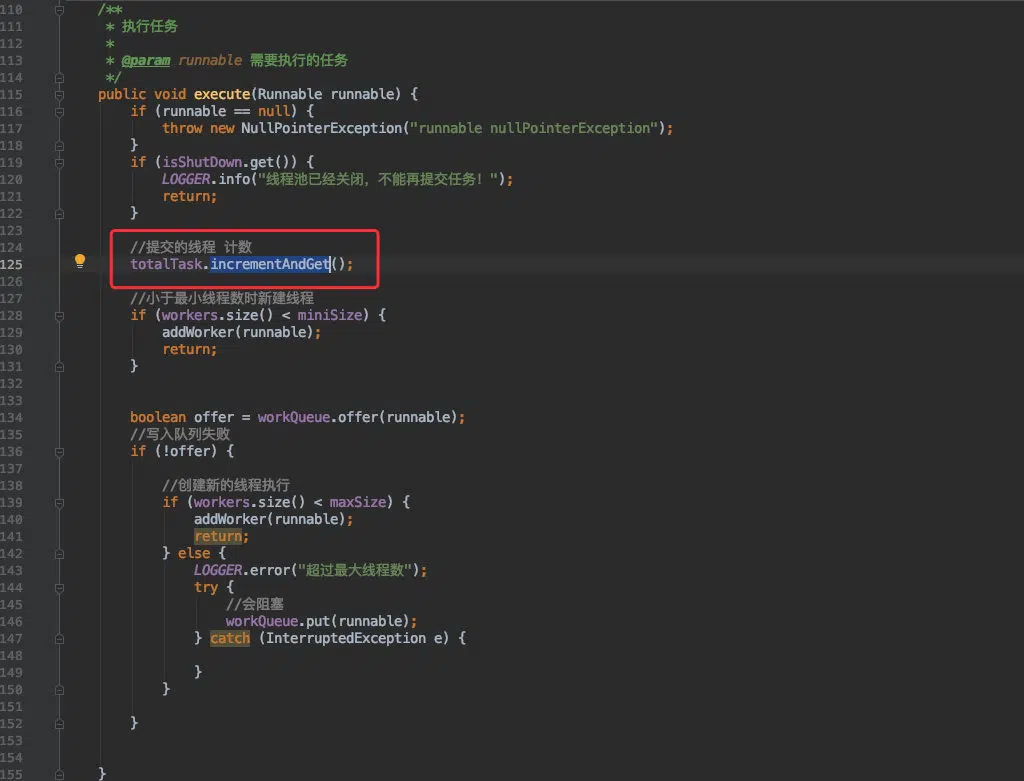 110 /**
111 * 执行任务
112 *
113 * @param runnable 需要执行的任务
114 */
115 public void execute(Runnable runnable) {
116 if (runnable == null) {
117 throw new NullPointerException("runnable nullPointerException");
118 }
119 if (isShutDown.get()) {
120 LOGGER.info("线程池已经关闭，不能再提交任务！");
121 return;
122 }
123
124 //提交的线程 计数
125 totalTask.incrementAndGet();
126
127 //小于最小线程数时新建线程
128 if (workers.size() < miniSize) {
129 addWorker(runnable);
130 return;
131 }
132
133
134 boolean offer = workQueue.offer(runnable);
135 //写入队列失败
136 if (!offer) {
137
138 //创建新的线程执行
139 if (workers.size() < maxSize) {
140 addWorker(runnable);
141 return;
142 } else {
143 LOGGER.error("超过最大线程数");
144 try {
145 //会阻塞
146 workQueue.put(runnable);
147 } catch (InterruptedException e) {
148
149 }
150 }
151
152 }
153
154
155 }